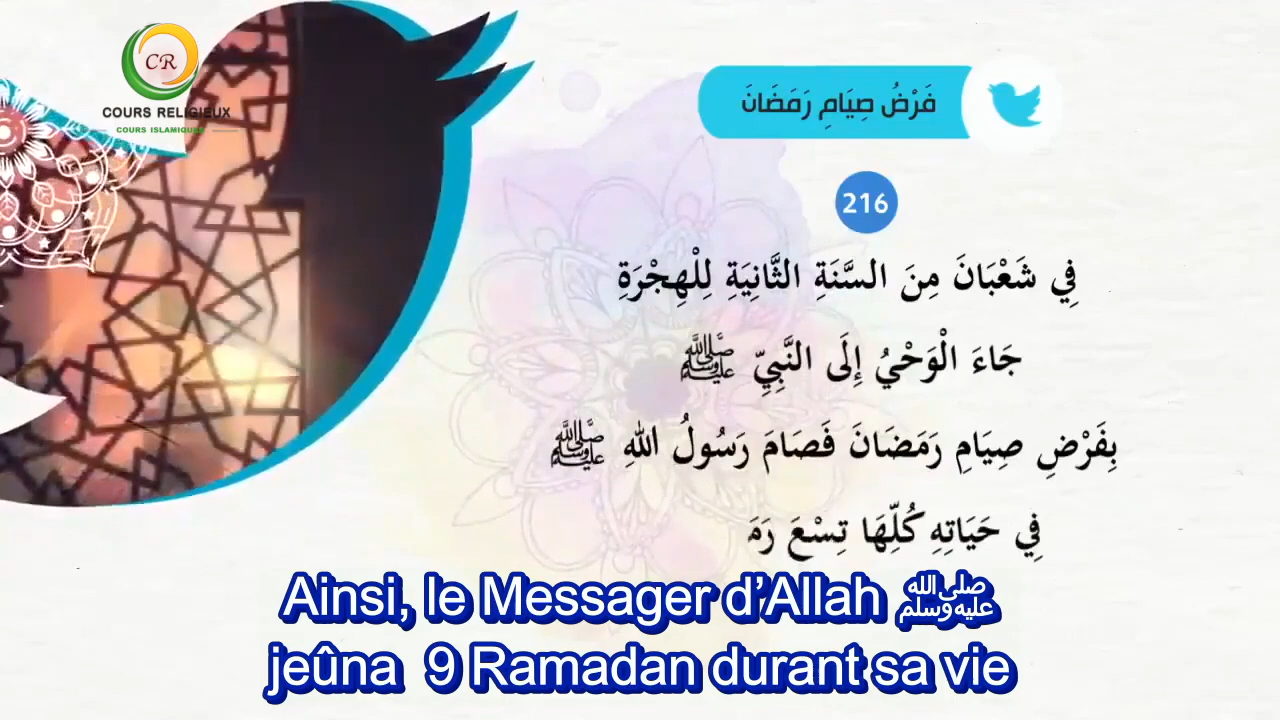 CR
COURS RELIGIEUX
COURS ISLAMIQUES
فَرْضُ صِيَامِ رَمَضَانَ
216
فِي شَعْبَانَ مِنَ السَّنَةِ الثَّانِيَةِ لِلْهِجْرَةِ
جَاءَ الْوَحْيُ إِلَى النَّبِيِّ ﷺ
بِفَرْضِ صِيَامِ رَمَضَانَ فَصَامَ رَسُولُ اللهِ ﷺ
فِي حَيَاتِهِ كُلِّهَا تِسْعَ رَمَ
Ainsi, le Messager d’Allah ﷺ
jeûna 9 Ramadan durant sa vie